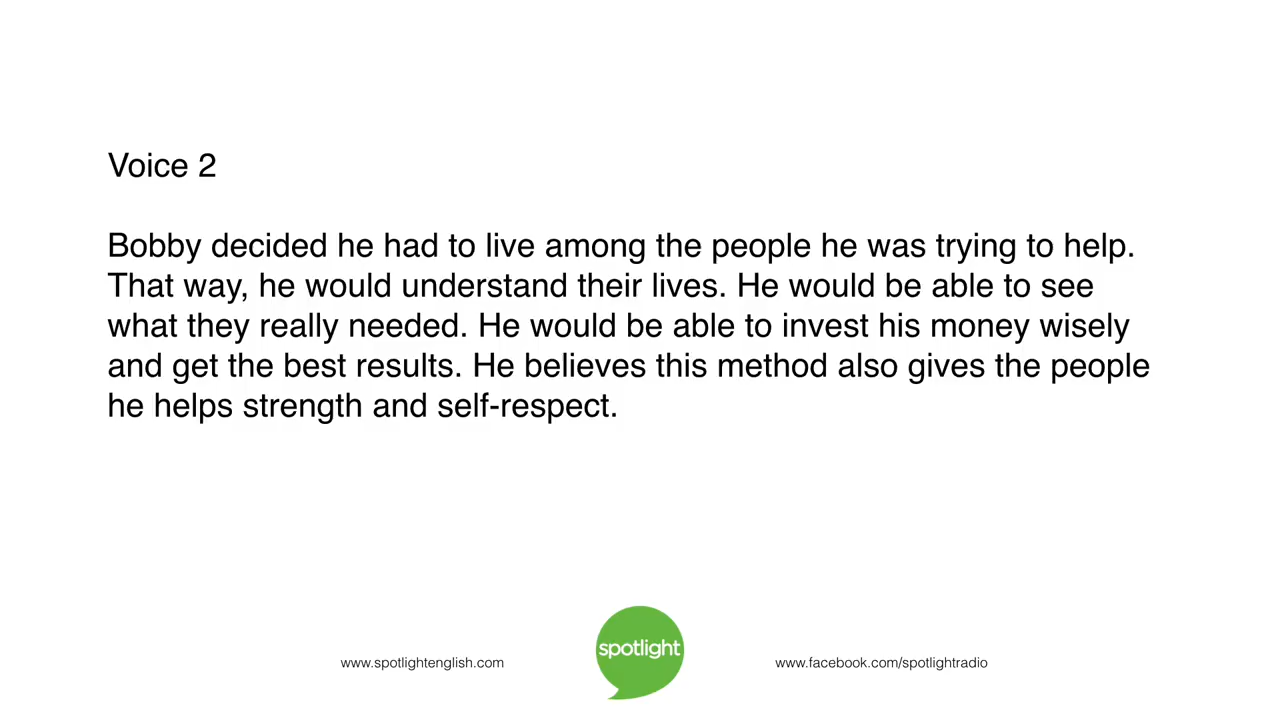 Voice 2
Bobby decided he had to live among the people he was trying to help.
That way, he would understand their lives. He would be able to see
what they really needed. He would be able to invest his money wisely
and get the best results. He believes this method also gives the people
he helps strength and self-respect.
www.spotlightenglish.com
spotlight
www.facebook.com/spotlightradio